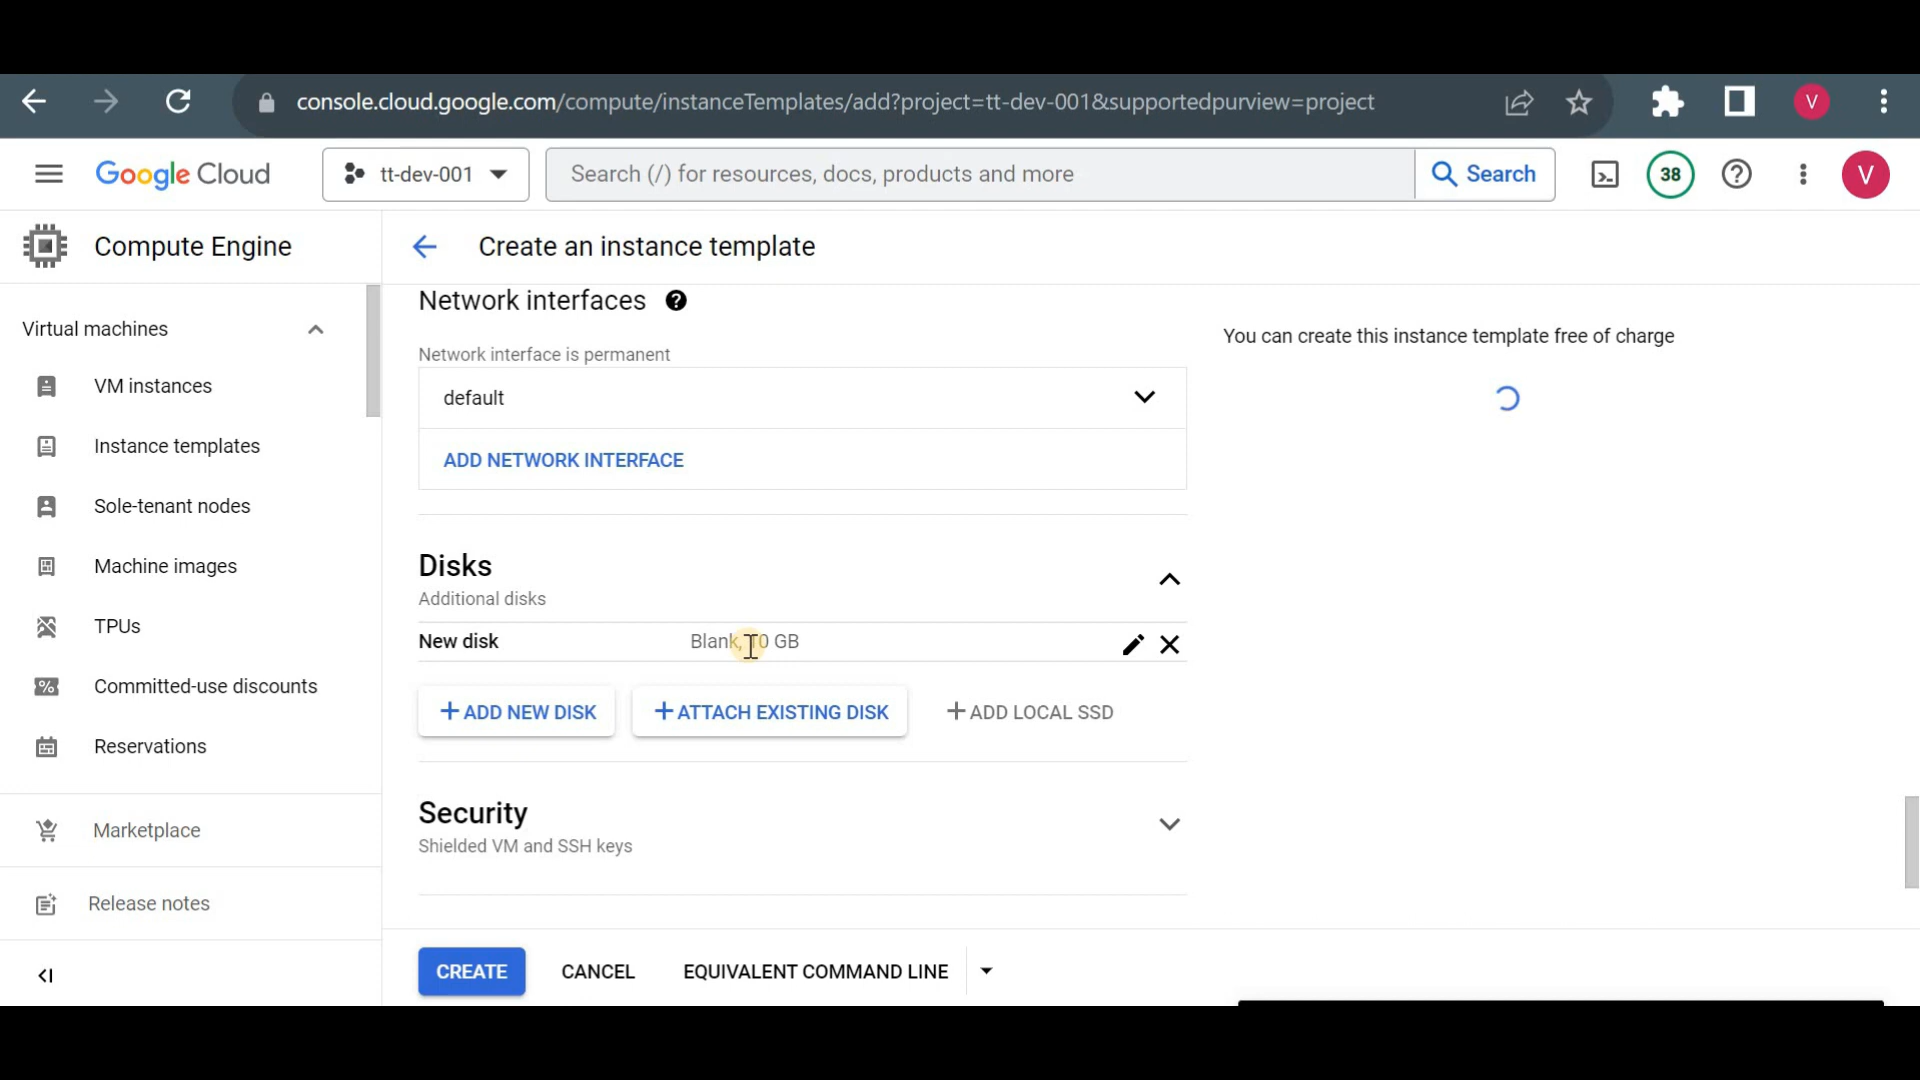 console.cloud.google.com/compute/instanceTemplates/add?project=tt-dev-001&supportedpurview=project
V
Google Cloud
tt-dev-001
Search (/) for resources, docs, products and more
Search
38
V
Compute Engine
Create an instance template
Virtual machines
VM instances
Instance templates
Sole-tenant nodes
Machine images
TPUs
Committed-use discounts
Reservations
Marketplace
Release notes
Network interfaces
Network interface is permanent
default
ADD NETWORK INTERFACE
Disks
Additional disks
New disk Blank, 10 GB
ADD NEW DISK
ATTACH EXISTING DISK
ADD LOCAL SSD
Security
Shielded VM and SSH keys
CREATE
CANCEL
EQUIVALENT COMMAND LINE
You can create this instance template free of charge